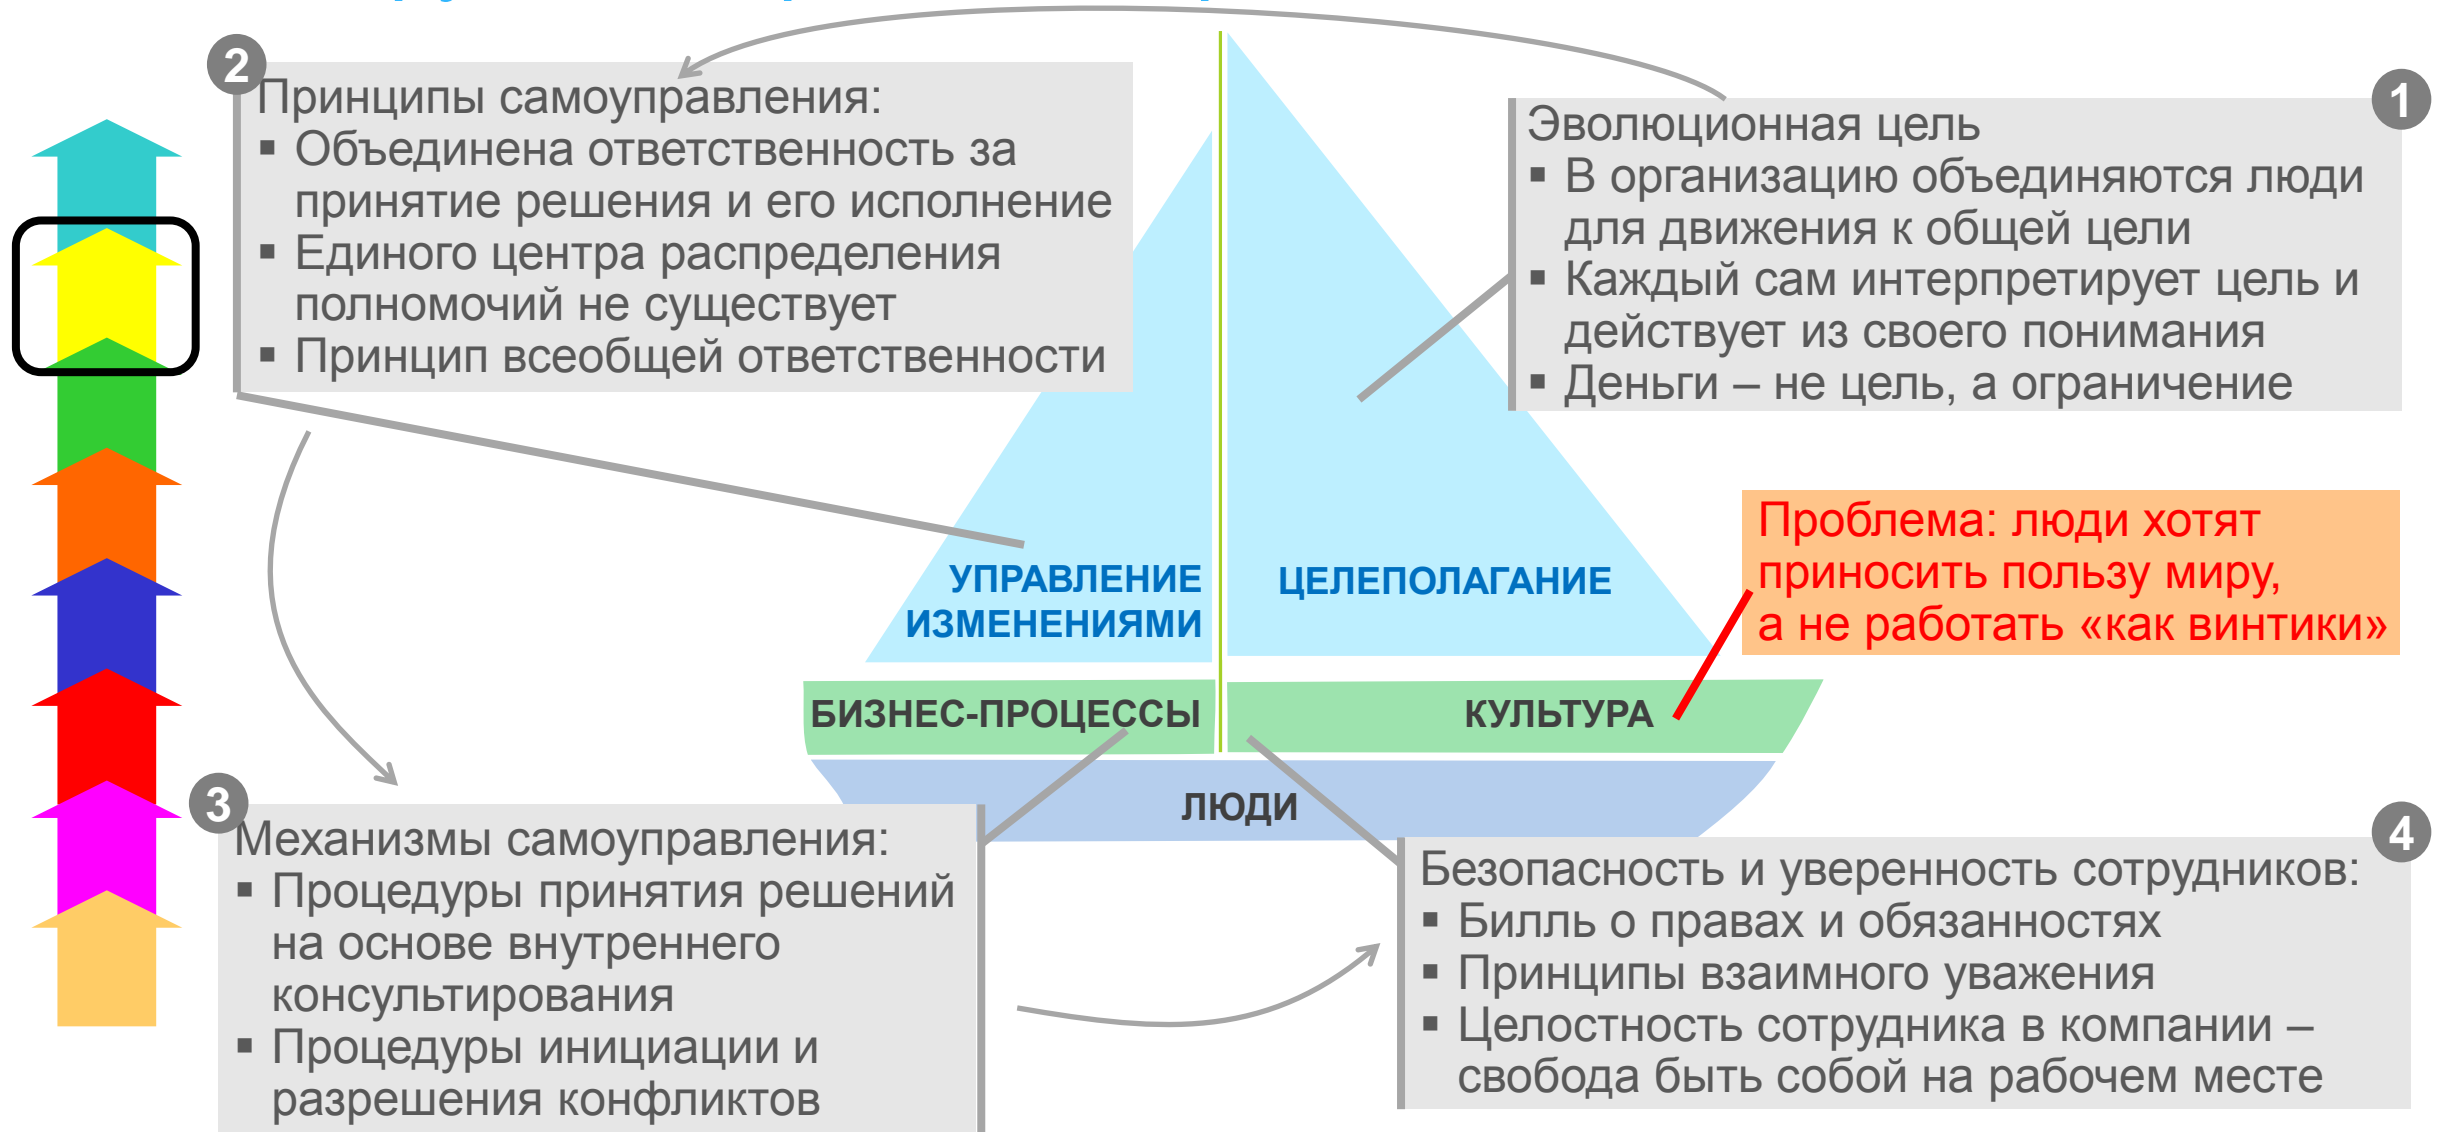 2
Принципы самоуправления:
▪ Объединена ответственность за
принятие решения и его исполнение
▪ Единого центра распределения
полномочий не существует
▪ Принцип всеобщей ответственности
1
Эволюционная цель
▪ В организацию объединяются люди
для движения к общей цели
▪ Каждый сам интерпретирует цель и
действует из своего понимания
▪ Деньги – не цель, а ограничение
Проблема: люди хотят
приносить пользу миру,
а не работать «как винтики»
УПРАВЛЕНИЕ
ИЗМЕНЕНИЯМИ
ЦЕЛЕПОЛАГАНИЕ
БИЗНЕС-ПРОЦЕССЫ
КУЛЬТУРА
ЛЮДИ
3
Механизмы самоуправления:
▪ Процедуры принятия решений
на основе внутреннего
консультирования
▪ Процедуры инициации и
разрешения конфликтов
4
Безопасность и уверенность сотрудников:
▪ Билль о правах и обязанностях
▪ Принципы взаимного уважения
▪ Целостность сотрудника в компании –
свобода быть собой на рабочем месте